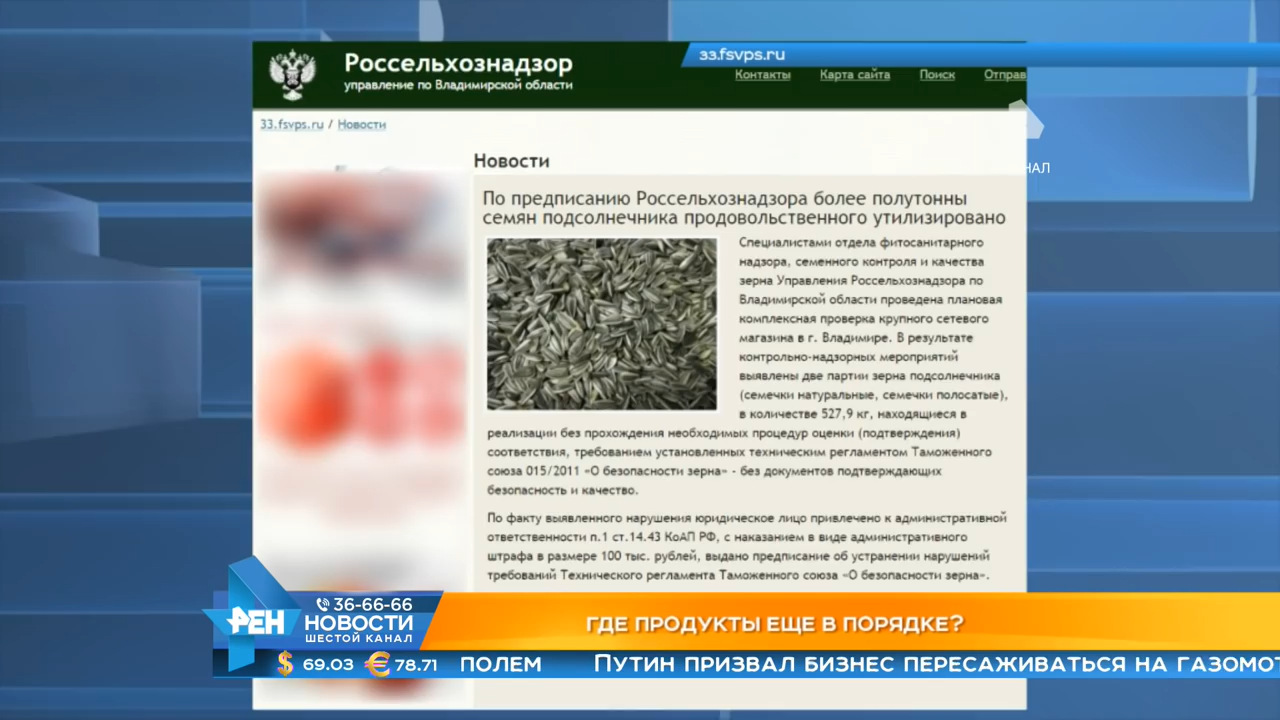 Россельхознадзор
управление по Владимирской области
33.fsvps.ru
Контакты Карта сайта Поиск Отправ
33.fsvps.ru / Новости
НАЛ
Новости
По предписанию Россельхознадзора более полутонны
семян подсолнечника продовольственного утилизировано
Специалистами отдела фитосанитарного
надзора, семенного контроля и качества
зерна Управления Россельхознадзора по
Владимирской области проведена плановая
комплексная проверка крупного сетевого
магазина в г. Владимире. В результате
контрольно-надзорных мероприятий
выявлены две партии зерна подсолнечника
(семечки натуральные, семечки полосатые),
в количестве 527,9 кг, находящиеся в
реализации без прохождения необходимых процедур оценки (подтверждения)
соответствия, требованием установленных техническим регламентом Таможенного
союза 015/2011 «О безопасности зерна» - без документов подтверждающих
безопасность и качество.
По факту выявленного нарушения юридическое лицо привлечено к административной
ответственности п.1 ст.14.43 КоАП РФ, с наказанием в виде административного
штрафа в размере 100 тыс. рублей, выдано предписание об устранении нарушений
требований Технического регламента Таможенного союза «О безопасности зерна».
РЕН
36-66-66
НОВОСТИ
ШЕСТОЙ КАНАЛ
ГДЕ ПРОДУКТЫ ЕЩЕ В ПОРЯДКЕ?
$ 69.03 € 78.71 ПОЛЕМ ПУТИН ПРИЗВАЛ БИЗНЕС ПЕРЕСАЖИВАТЬСЯ НА ГАЗОМОТ